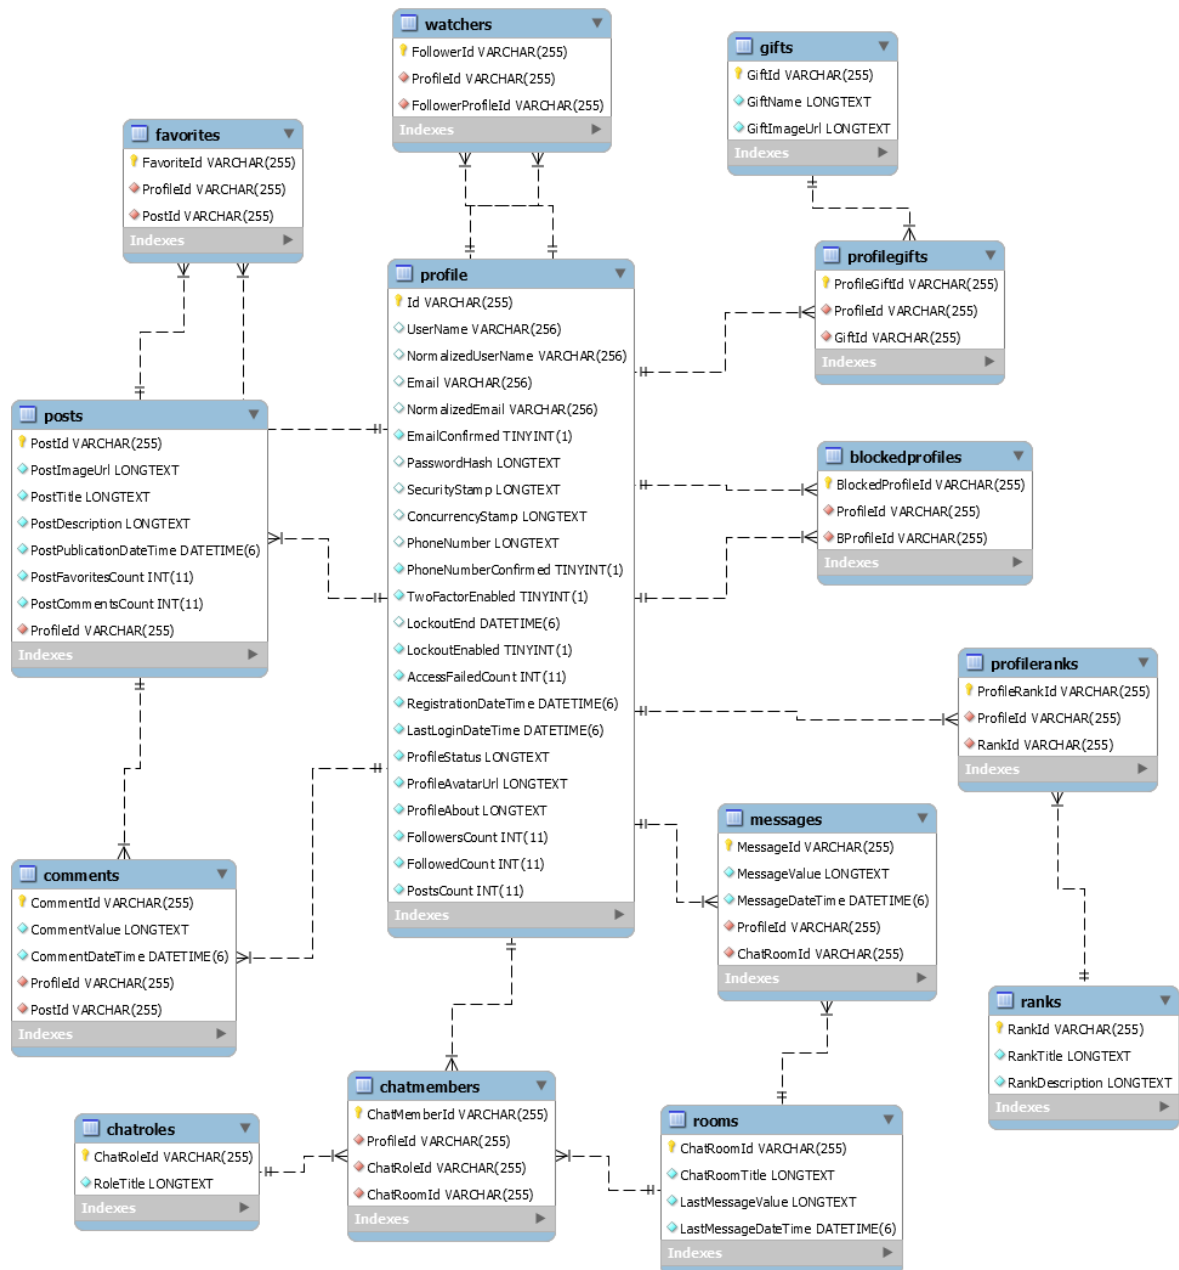 watchers
FollowerId VARCHAR(255)
ProfileId VARCHAR(255)
FollowerProfileId VARCHAR(255)
Indexes
gifts
GiftId VARCHAR(255)
GiftName LONGTEXT
GiftImageUrl LONGTEXT
Indexes
favorites
FavoriteId VARCHAR(255)
ProfileId VARCHAR(255)
PostId VARCHAR(255)
Indexes
profile
Id VARCHAR(255)
UserName VARCHAR(256)
NormalizedUserName VARCHAR(256)
Email VARCHAR(256)
NormalizedEmail VARCHAR(256)
EmailConfirmed TINYINT(1)
PasswordHash LONGTEXT
SecurityStamp LONGTEXT
ConcurrencyStamp LONGTEXT
PhoneNumber LONGTEXT
PhoneNumberConfirmed TINYINT(1)
TwoFactorEnabled TINYINT(1)
LockoutEnd DATETIME(6)
LockoutEnabled TINYINT(1)
AccessFailedCount INT(11)
RegistrationDateTime DATETIME(6)
LastLoginDateTime DATETIME(6)
ProfileStatus LONGTEXT
ProfileAvatarUrl LONGTEXT
ProfileAbout LONGTEXT
FollowersCount INT(11)
FollowedCount INT(11)
PostsCount INT(11)
Indexes
profilegifts
ProfileGiftId VARCHAR(255)
ProfileId VARCHAR(255)
GiftId VARCHAR(255)
Indexes
posts
PostId VARCHAR(255)
PostImageUrl LONGTEXT
PostTitle LONGTEXT
PostDescription LONGTEXT
PostPublicationDateTime DATETIME(6)
PostFavoritesCount INT(11)
PostCommentsCount INT(11)
ProfileId VARCHAR(255)
Indexes
blockedprofiles
BlockedProfileId VARCHAR(255)
ProfileId VARCHAR(255)
BProfileId VARCHAR(255)
Indexes
profileranks
ProfileRankId VARCHAR(255)
ProfileId VARCHAR(255)
RankId VARCHAR(255)
Indexes
messages
MessageId VARCHAR(255)
MessageValue LONGTEXT
MessageDateTime DATETIME(6)
ProfileId VARCHAR(255)
ChatRoomId VARCHAR(255)
Indexes
comments
CommentId VARCHAR(255)
CommentValue LONGTEXT
CommentDateTime DATETIME(6)
ProfileId VARCHAR(255)
PostId VARCHAR(255)
Indexes
ranks
RankId VARCHAR(255)
RankTitle LONGTEXT
RankDescription LONGTEXT
Indexes
chatmembers
ChatMemberId VARCHAR(255)
ProfileId VARCHAR(255)
ChatRoleId VARCHAR(255)
ChatRoomId VARCHAR(255)
Indexes
chatroles
ChatRoleId VARCHAR(255)
RoleTitle LONGTEXT
Indexes
rooms
ChatRoomId VARCHAR(255)
ChatRoomTitle LONGTEXT
LastMessageValue LONGTEXT
LastMessageDateTime DATETIME(6)
Indexes